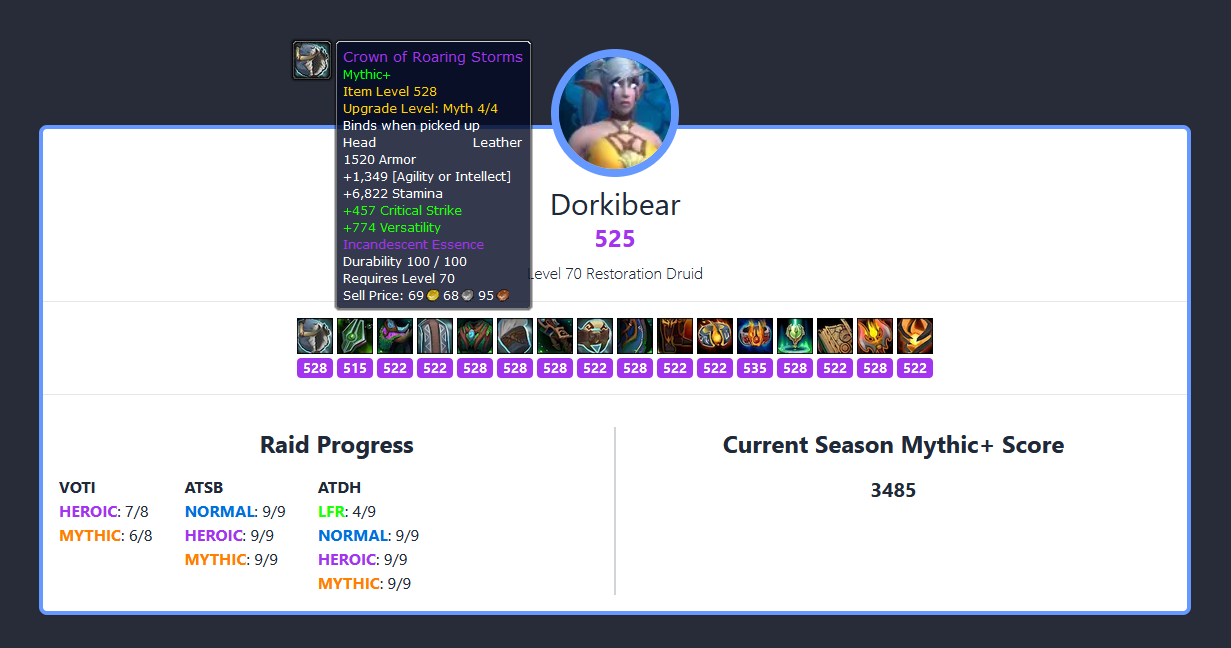 Crown of Roaring Storms
Mythic+
Item Level 528
Upgrade Level: Myth 4/4
Binds when picked up
Head Leather
1520 Armor
+1,349 [Agility or Intellect]
+6,822 Stamina
+457 Critical Strike
+774 Versatility
Incandescent Essence
Durability 100 / 100
Requires Level 70
Sell Price: 69 68 95
Dorkibear
525
Level 70 Restoration Druid
528 515 522 522 528 528 528 522 528 522 522 535 528 522 528 522
Raid Progress
VOTI ATSB ATDH
HEROIC: 7/8 NORMAL: 9/9 LFR: 4/9
MYTHIC: 6/8 HEROIC: 9/9 NORMAL: 9/9
MYTHIC: 9/9 HEROIC: 9/9
MYTHIC: 9/9
Current Season Mythic+ Score
3485